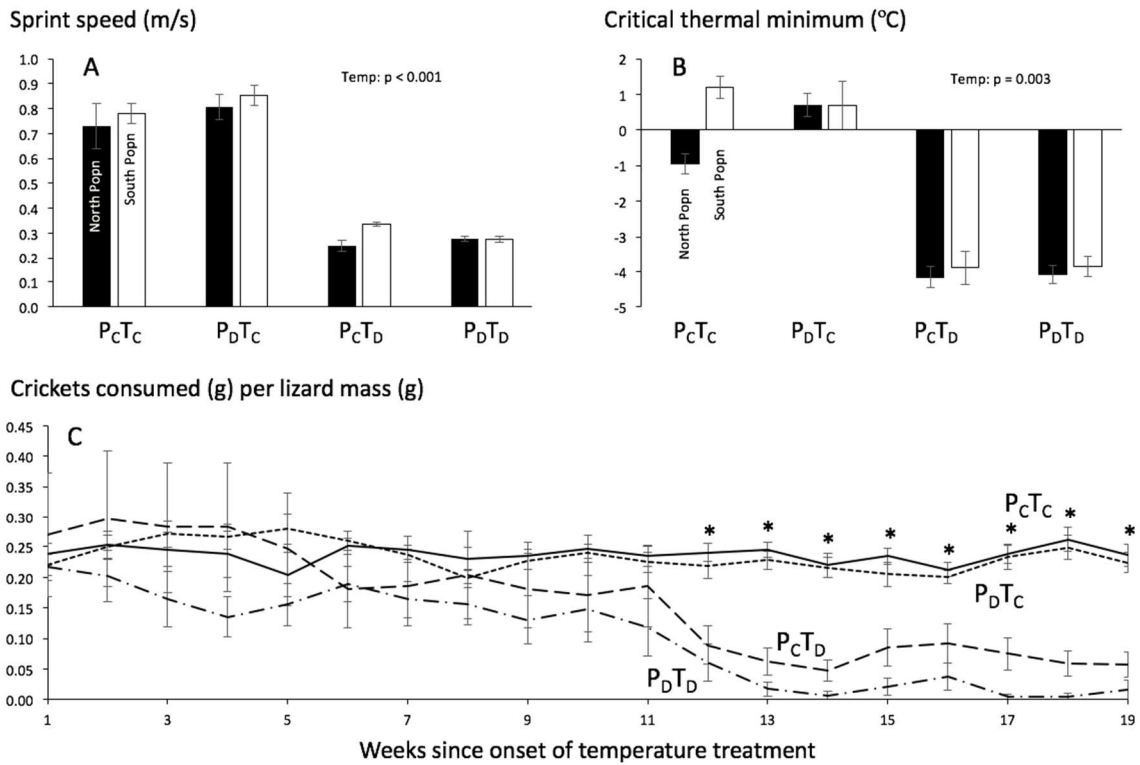 Sprint speed (m/s)
1.0
0.9
0.8
0.7
0.6
0.5
0.4
0.3
0.2
0.1
0.0
A
Temp: p < 0.001
North Popn
South Popn
PCTC
PDTC
PCTD
PDTD
Critical thermal minimum (°C)
2
1
0
-1
-2
-3
-4
-5
B
Temp: p = 0.003
North Popn
South Popn
PCTC
PDTC
PCTD
PDTD
Crickets consumed (g) per lizard mass (g)
0.45
0.40
0.35
0.30
0.25
0.20
0.15
0.10
0.05
0.00
C
PCTC
* * * * * * * *
PDTC
PCTD
PDTD
1 3 5 7 9 11 13 15 17 19
Weeks since onset of temperature treatment